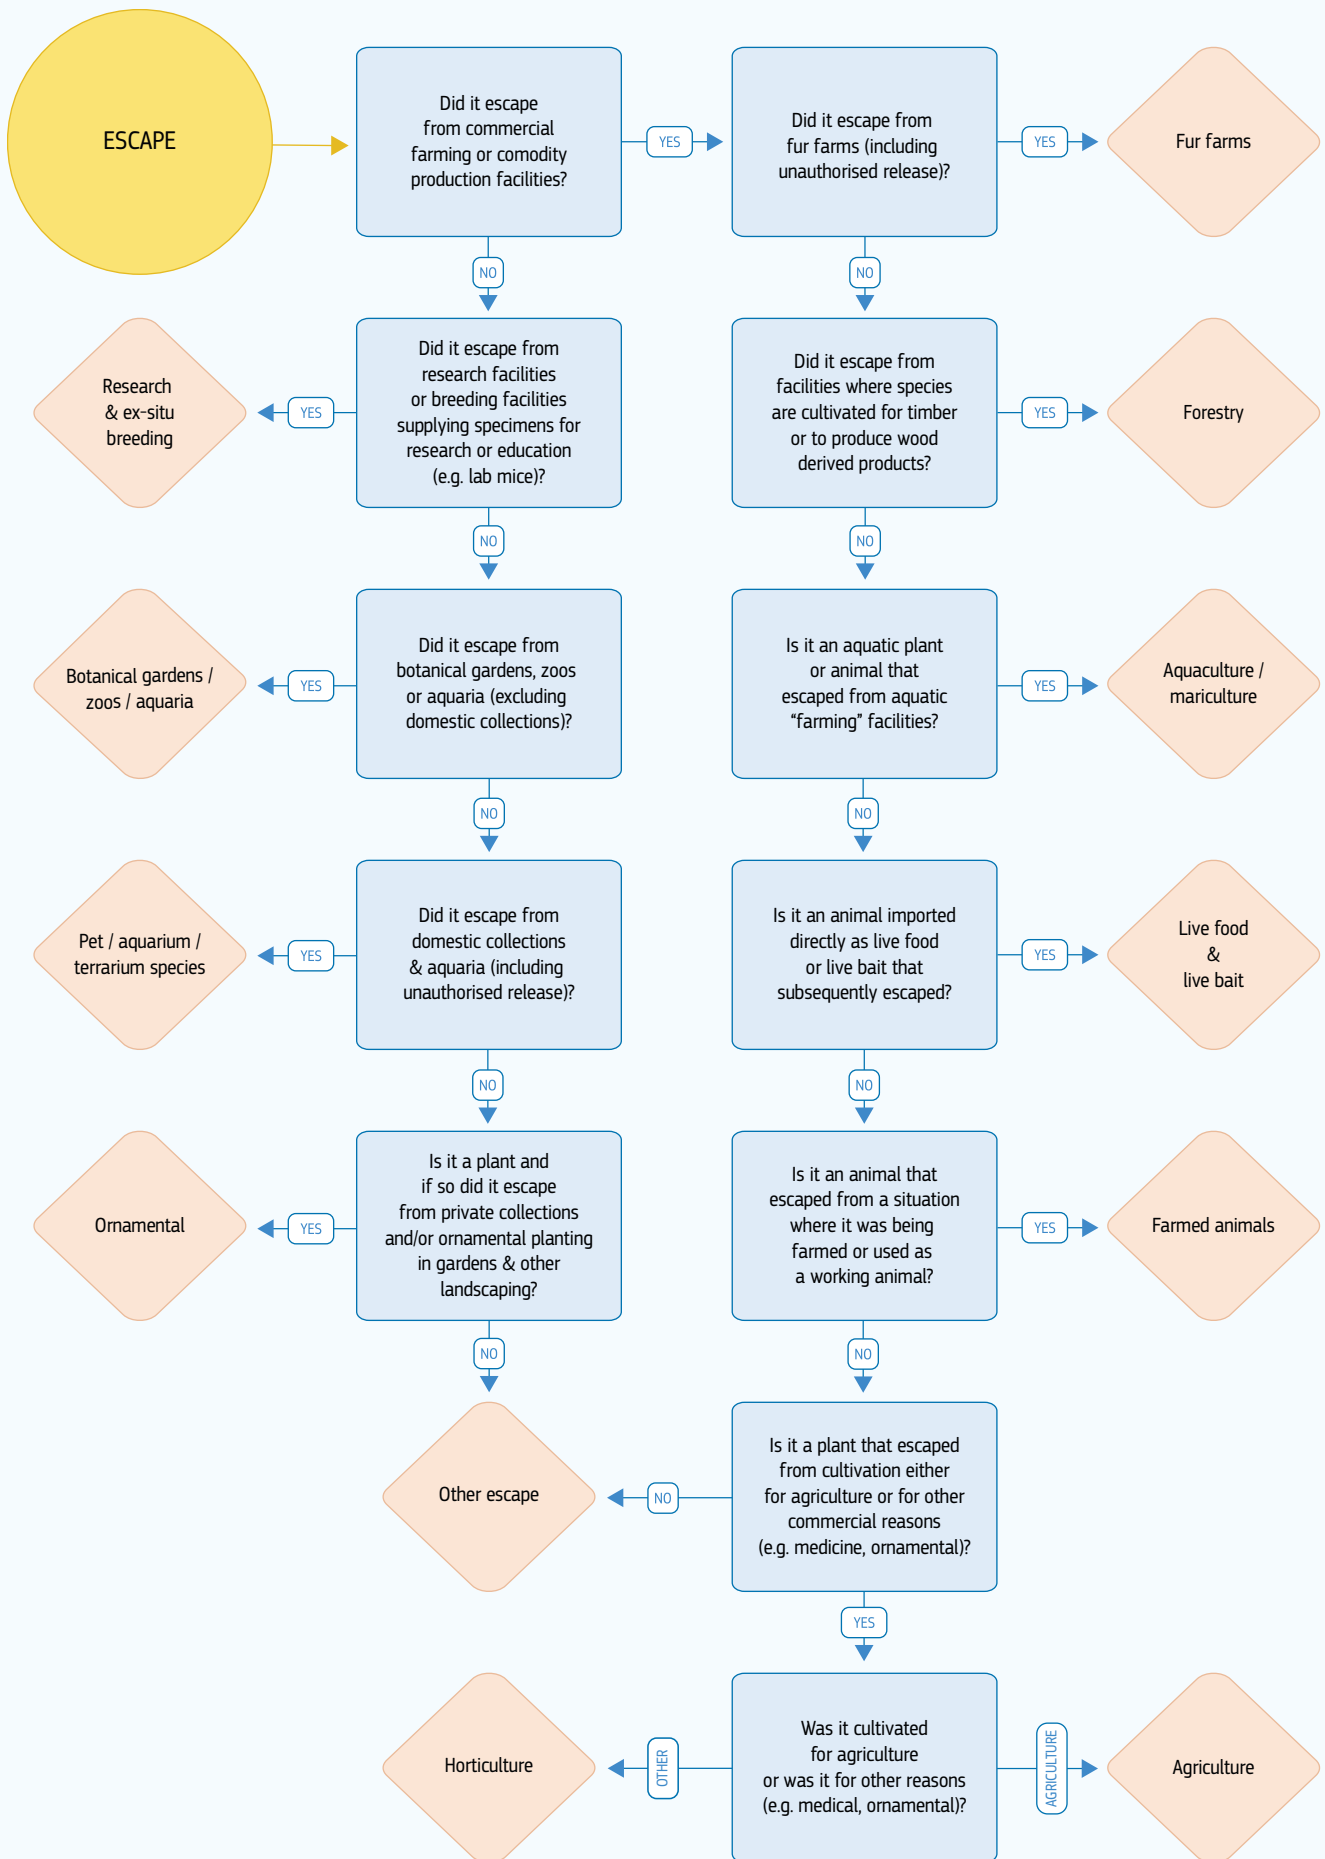 ESCAPE
Did it escape
from commercial
farming or comodity
production facilities?
YES
Did it escape from
fur farms (including
unauthorised release)?
YES
Fur farms
NO
NO
Research
& ex-situ
breeding
YES
Did it escape from
research facilities
or breeding facilities
supplying specimens for
research or education
(e.g. lab mice)?
Did it escape from
facilities where species
are cultivated for timber
or to produce wood
derived products?
YES
Forestry
NO
NO
Botanical gardens /
zoos / aquaria
YES
Did it escape from
botanical gardens, zoos
or aquaria (excluding
domestic collections)?
Is it an aquatic plant
or animal that
escaped from aquatic
“farming” facilities?
YES
Aquaculture /
mariculture
NO
NO
Pet / aquarium /
terrarium species
YES
Did it escape from
domestic collections
& aquaria (including
unauthorised release)?
Is it an animal imported
directly as live food
or live bait that
subsequently escaped?
YES
Live food
&
live bait
NO
NO
Ornamental
YES
Is it a plant and
if so did it escape
from private collections
and/or ornamental planting
in gardens & other
landscaping?
Is it an animal that
escaped from a situation
where it was being
farmed or used as
a working animal?
YES
Farmed animals
NO
NO
Other escape
NO
Is it a plant that escaped
from cultivation either
for agriculture or for other
commercial reasons
(e.g. medicine, ornamental)?
YES
Horticulture
OTHER
Was it cultivated
for agriculture
or was it for other reasons
(e.g. medical, ornamental)?
AGRICULTURE
Agriculture